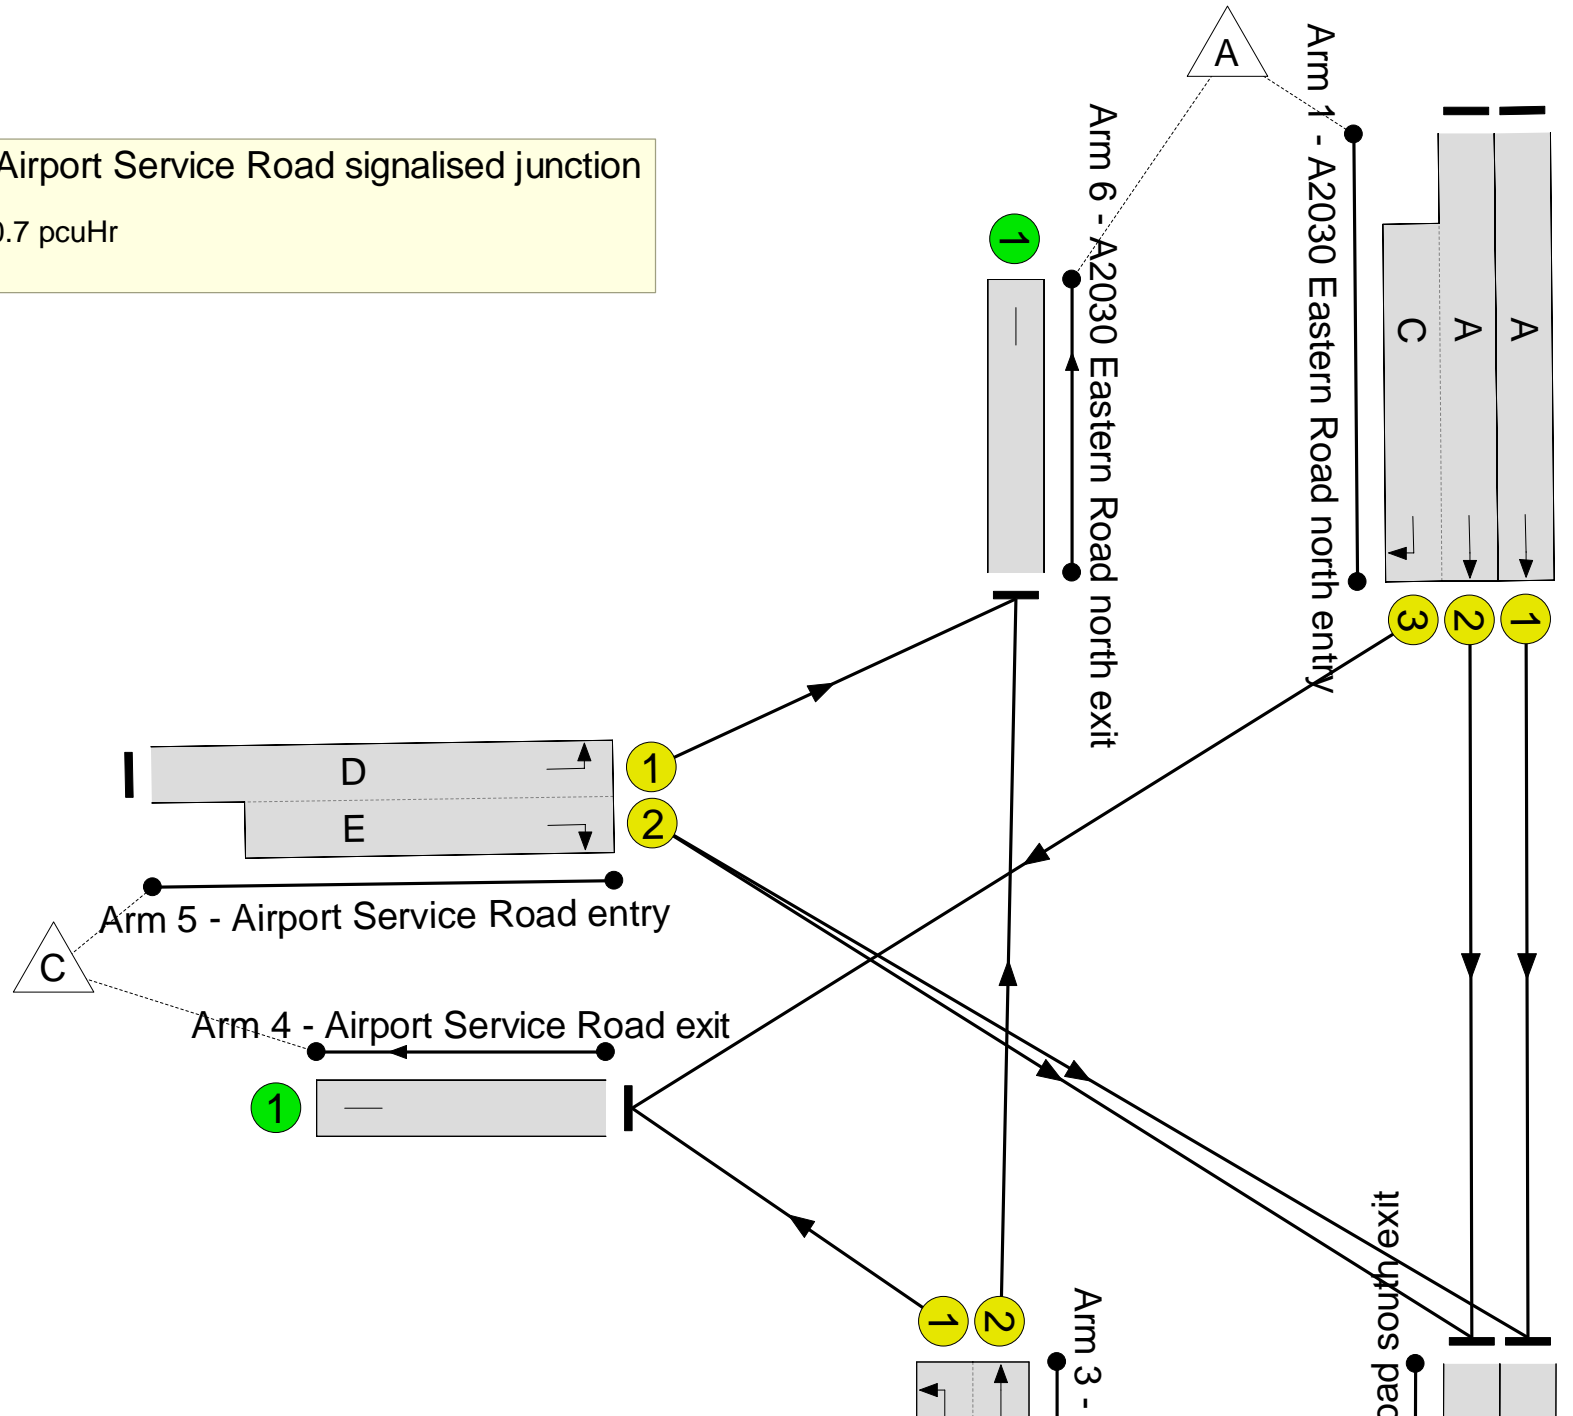 Airport Service Road signalised junction
0.7 pcuHr
A
Arm 1 - A2030 Eastern Road north entry
A
A
C
1
2
3
Arm 6 - A2030 Eastern Road north exit
1
D
E
1
2
Arm 5 - Airport Service Road entry
C
Arm 4 - Airport Service Road exit
1
1
2
Arm 3 -
south exit